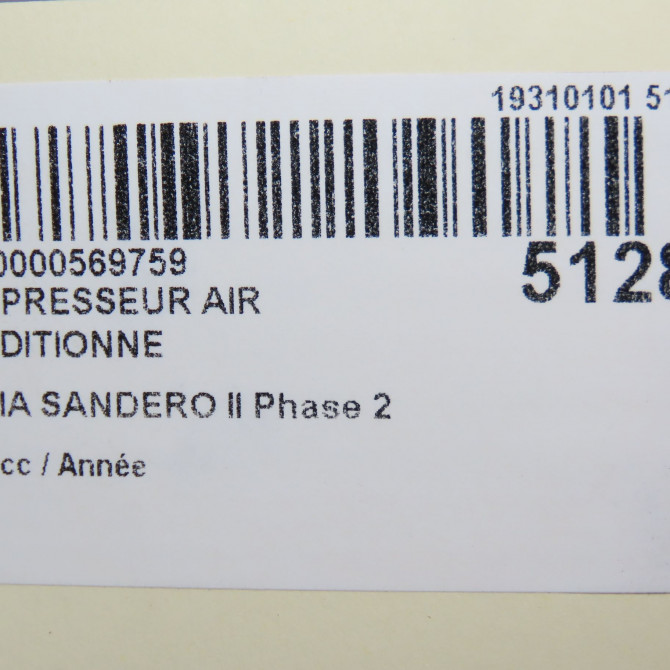 19310101 51
0000569759
5128
PRESSEUR AIR
DITIONNE
IA SANDERO II Phase 2
cc / Année